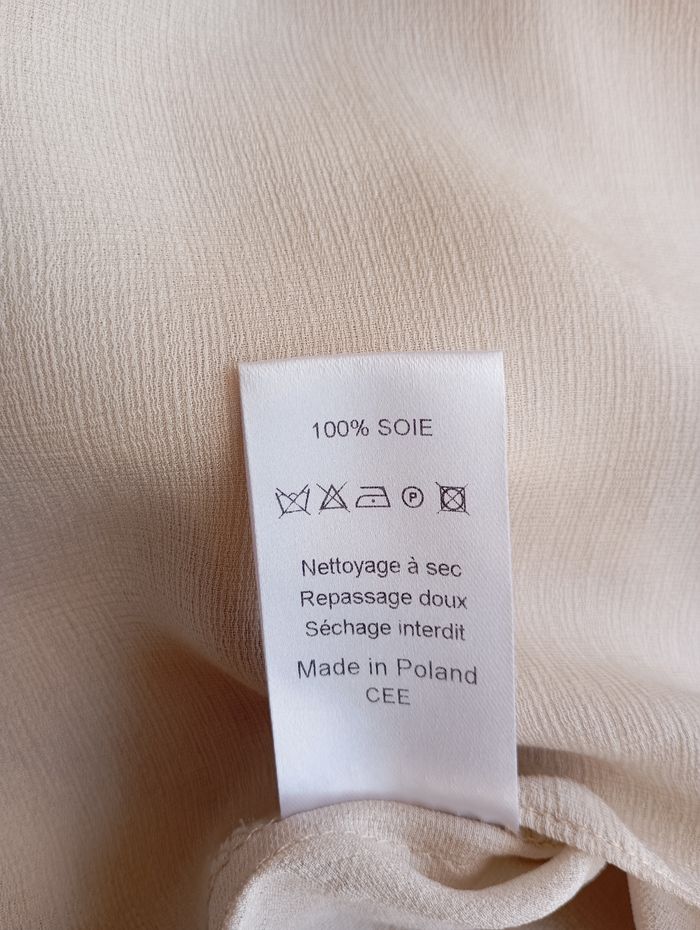 100% SOIE
P
Nettoyage à sec
Repassage doux
Séchage interdit
Made in Poland
CEE